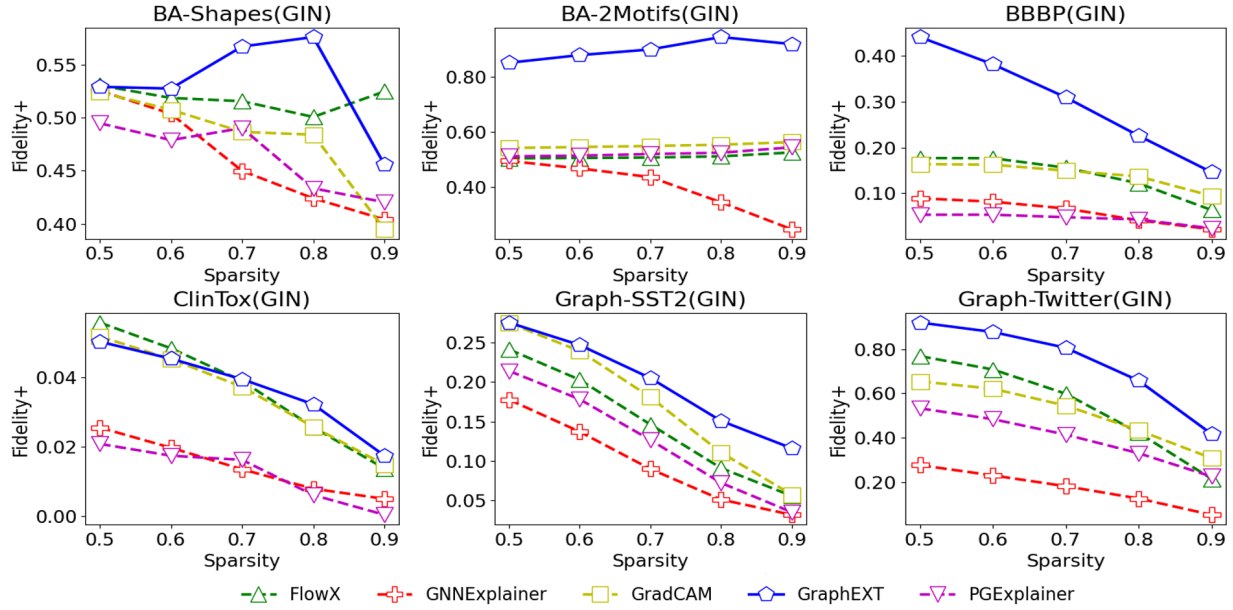 BA-Shapes(GIN)
Fidelity+
0.55
0.50
0.45
0.40
0.5 0.6 0.7 0.8 0.9
Sparsity
BA-2Motifs(GIN)
Fidelity+
0.80
0.60
0.40
0.5 0.6 0.7 0.8 0.9
Sparsity
BBBP(GIN)
Fidelity+
0.40
0.30
0.20
0.10
0.5 0.6 0.7 0.8 0.9
Sparsity
ClinTox(GIN)
Fidelity+
0.04
0.02
0.00
0.5 0.6 0.7 0.8 0.9
Sparsity
Graph-SST2(GIN)
Fidelity+
0.25
0.20
0.15
0.10
0.05
0.5 0.6 0.7 0.8 0.9
Sparsity
Graph-Twitter(GIN)
Fidelity+
0.80
0.60
0.40
0.20
0.5 0.6 0.7 0.8 0.9
Sparsity
FlowX GNNExplainer GradCAM GraphEXT PGExplainer